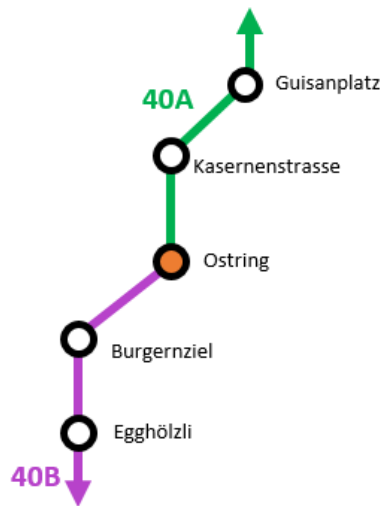 Guisanplatz
40A
Kasernenstrasse
Ostring
Burgernziel
Egghölzli
40B